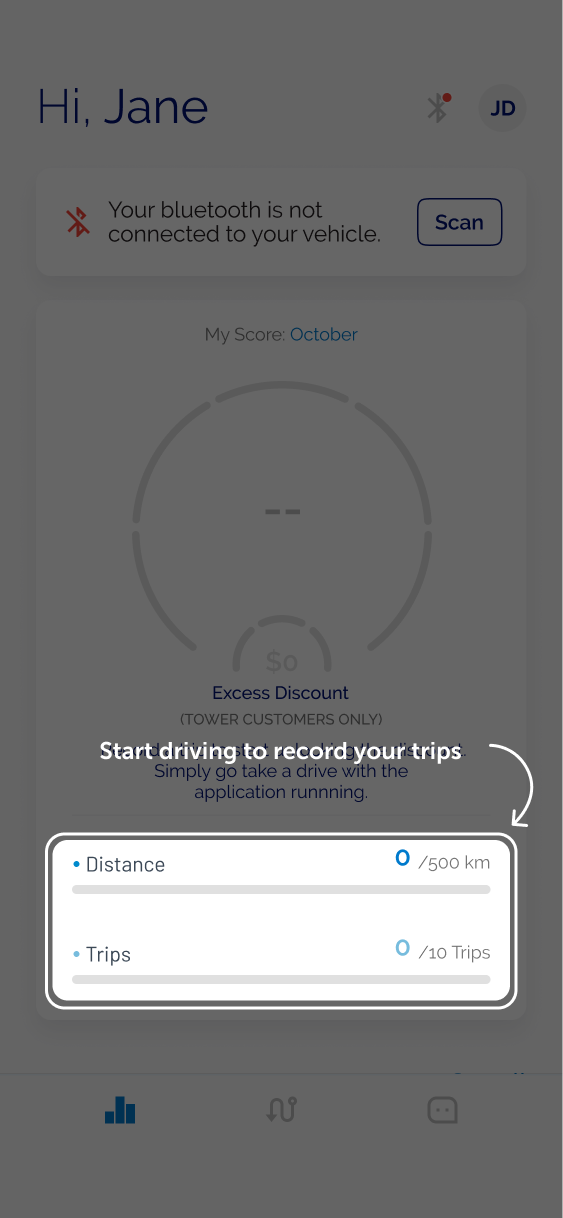 Hi, Jane
JD
Your bluetooth is not
connected to your vehicle.
Scan
My Score: October
--
$0
Excess Discount
(TOWER CUSTOMERS ONLY)
Start driving to record your trips
Simply go take a drive with the
application runnning.
Distance
0 /500 km
Trips
0 /10 Trips